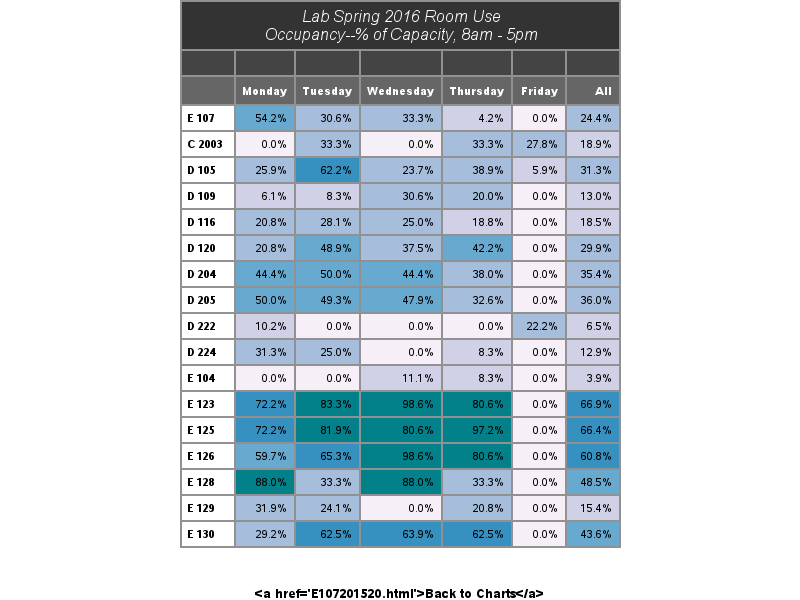 Lab Spring 2016 Room Use
Occupancy--% of Capacity, 8am - 5pm
Monday Tuesday Wednesday Thursday Friday All
E 107 54.2% 30.6% 33.3% 4.2% 0.0% 24.4%
C 2003 0.0% 33.3% 0.0% 33.3% 27.8% 18.9%
D 105 25.9% 62.2% 23.7% 38.9% 5.9% 31.3%
D 109 6.1% 8.3% 30.6% 20.0% 0.0% 13.0%
D 116 20.8% 28.1% 25.0% 18.8% 0.0% 18.5%
D 120 20.8% 48.9% 37.5% 42.2% 0.0% 29.9%
D 204 44.4% 50.0% 44.4% 38.0% 0.0% 35.4%
D 205 50.0% 49.3% 47.9% 32.6% 0.0% 36.0%
D 222 10.2% 0.0% 0.0% 0.0% 22.2% 6.5%
D 224 31.3% 25.0% 0.0% 8.3% 0.0% 12.9%
E 104 0.0% 0.0% 11.1% 8.3% 0.0% 3.9%
E 123 72.2% 83.3% 98.6% 80.6% 0.0% 66.9%
E 125 72.2% 81.9% 80.6% 97.2% 0.0% 66.4%
E 126 59.7% 65.3% 98.6% 80.6% 0.0% 60.8%
E 128 88.0% 33.3% 88.0% 33.3% 0.0% 48.5%
E 129 31.9% 24.1% 0.0% 20.8% 0.0% 15.4%
E 130 29.2% 62.5% 63.9% 62.5% 0.0% 43.6%
<a href='E107201520.html'>Back to Charts</a>